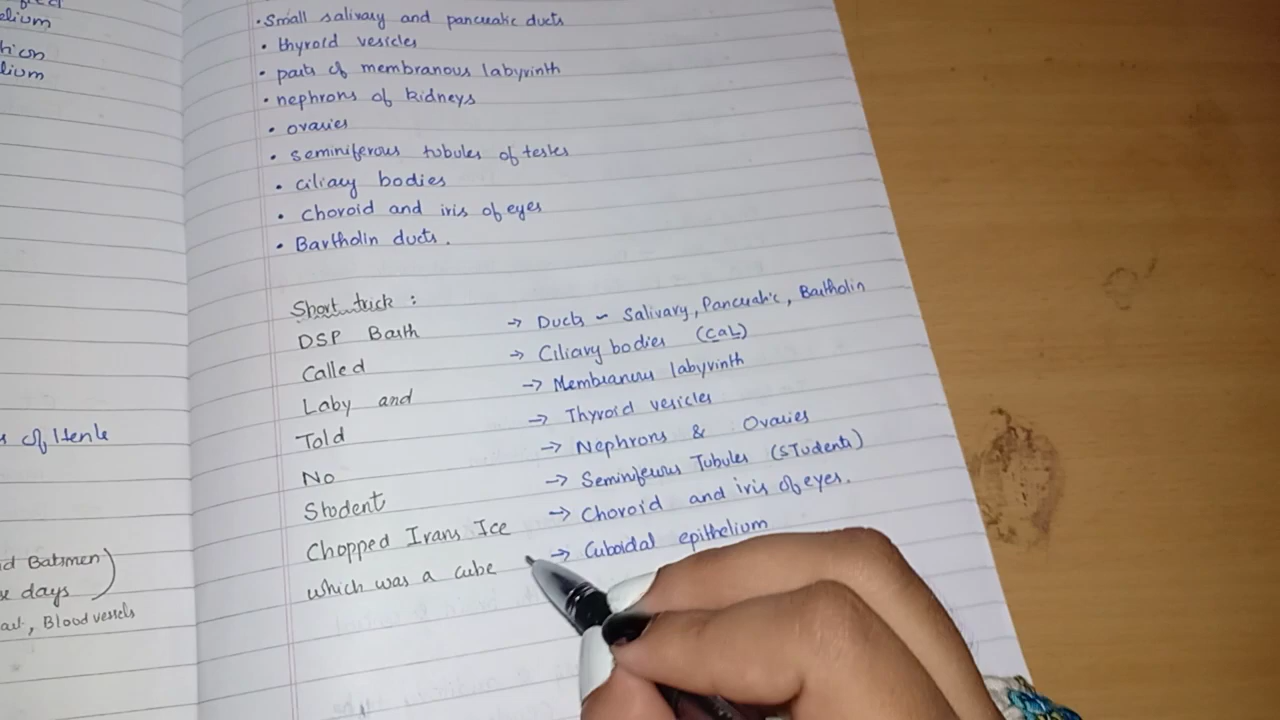 elium
lium
s of Henle
d Batsmen)
days
, Blood vessels
• Small salivary and pancreatic ducts
• thyroid vesicles
• parts of membranous labyrinth
• nephrons of kidneys
• ovaries
• seminiferous tubules of testes
• ciliary bodies
• Choroid and iris of eyes
• Bartholin ducts.
Short trick :
DSP Barth → Ducts - Salivary, Pancreatic, Bartholin
Called → Ciliary bodies (CaL)
Laby and → Membranous labyrinth
Told → Thyroid vesicles
No → Nephrons & Ovaries
Student → Seminiferous Tubules (STudents)
Chopped Irans Ice → Choroid and iris of eyes.
which was a cube → Cuboidal epithelium